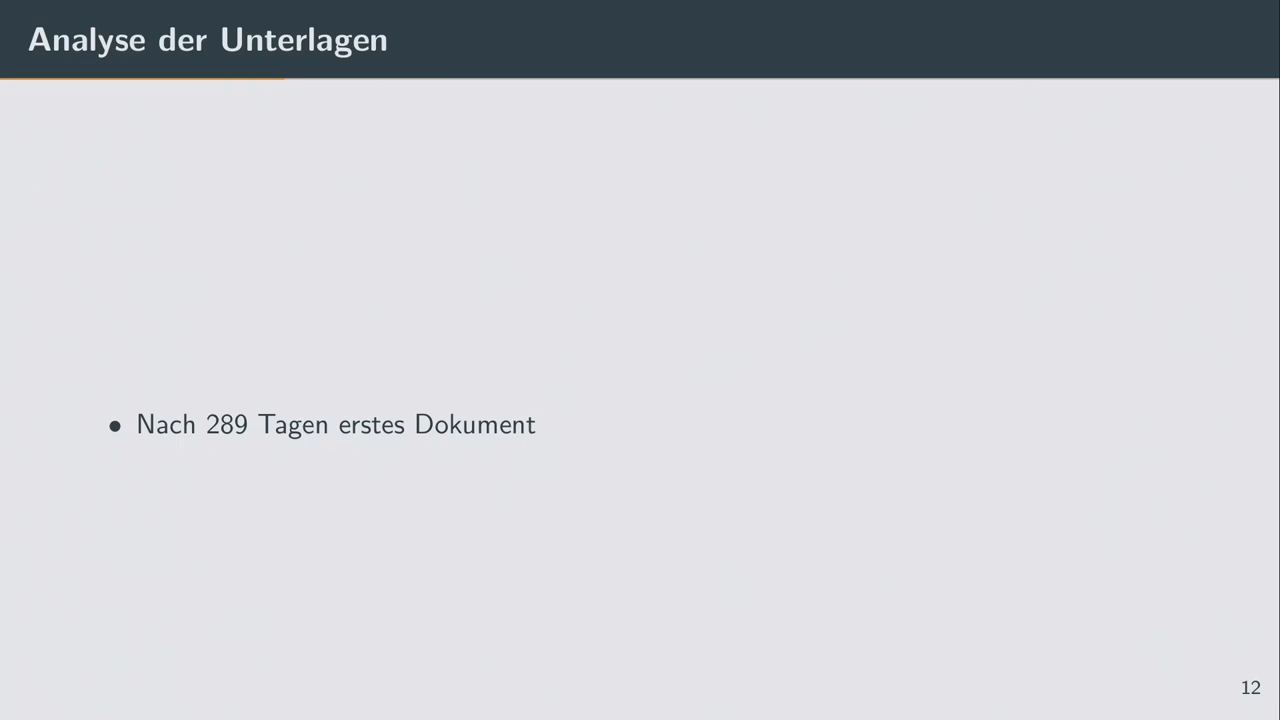 Analyse der Unterlagen
• Nach 289 Tagen erstes Dokument
12